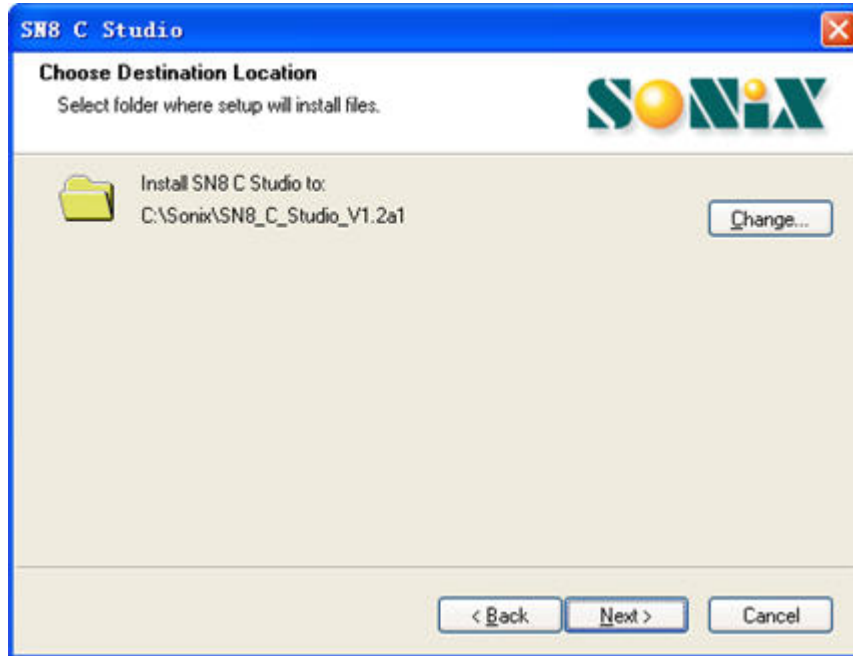 SN8 C Studio
Choose Destination Location
Select folder where setup will install files.
SONiX
Install SN8 C Studio to:
C:\Sonix\SN8_C_Studio_V1.2a1
Change...
< Back
Next >
Cancel